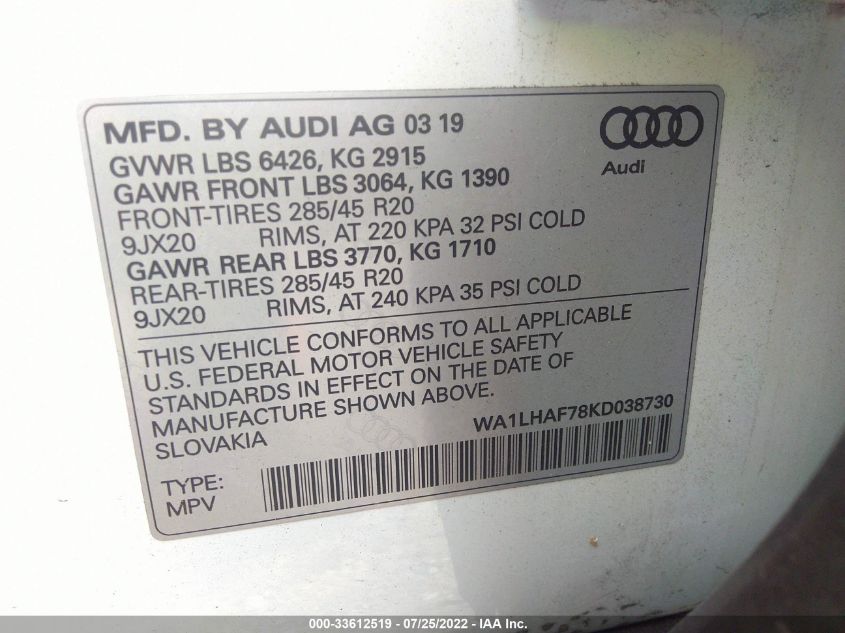 MFD. BY AUDI AG 03 19
Audi
GVWR LBS 6426, KG 2915
GAWR FRONT LBS 3064, KG 1390
FRONT-TIRES 285/45 R20
9JX20 RIMS, AT 220 KPA 32 PSI COLD
GAWR REAR LBS 3770, KG 1710
REAR-TIRES 285/45 R20
9JX20 RIMS, AT 240 KPA 35 PSI COLD
THIS VEHICLE CONFORMS TO ALL APPLICABLE
U.S. FEDERAL MOTOR VEHICLE SAFETY
STANDARDS IN EFFECT ON THE DATE OF
MANUFACTURE SHOWN ABOVE.
SLOVAKIA
WA1LHAF78KD038730
TYPE:
MPV
000-33612519 - 07/25/2022 - IAA Inc.